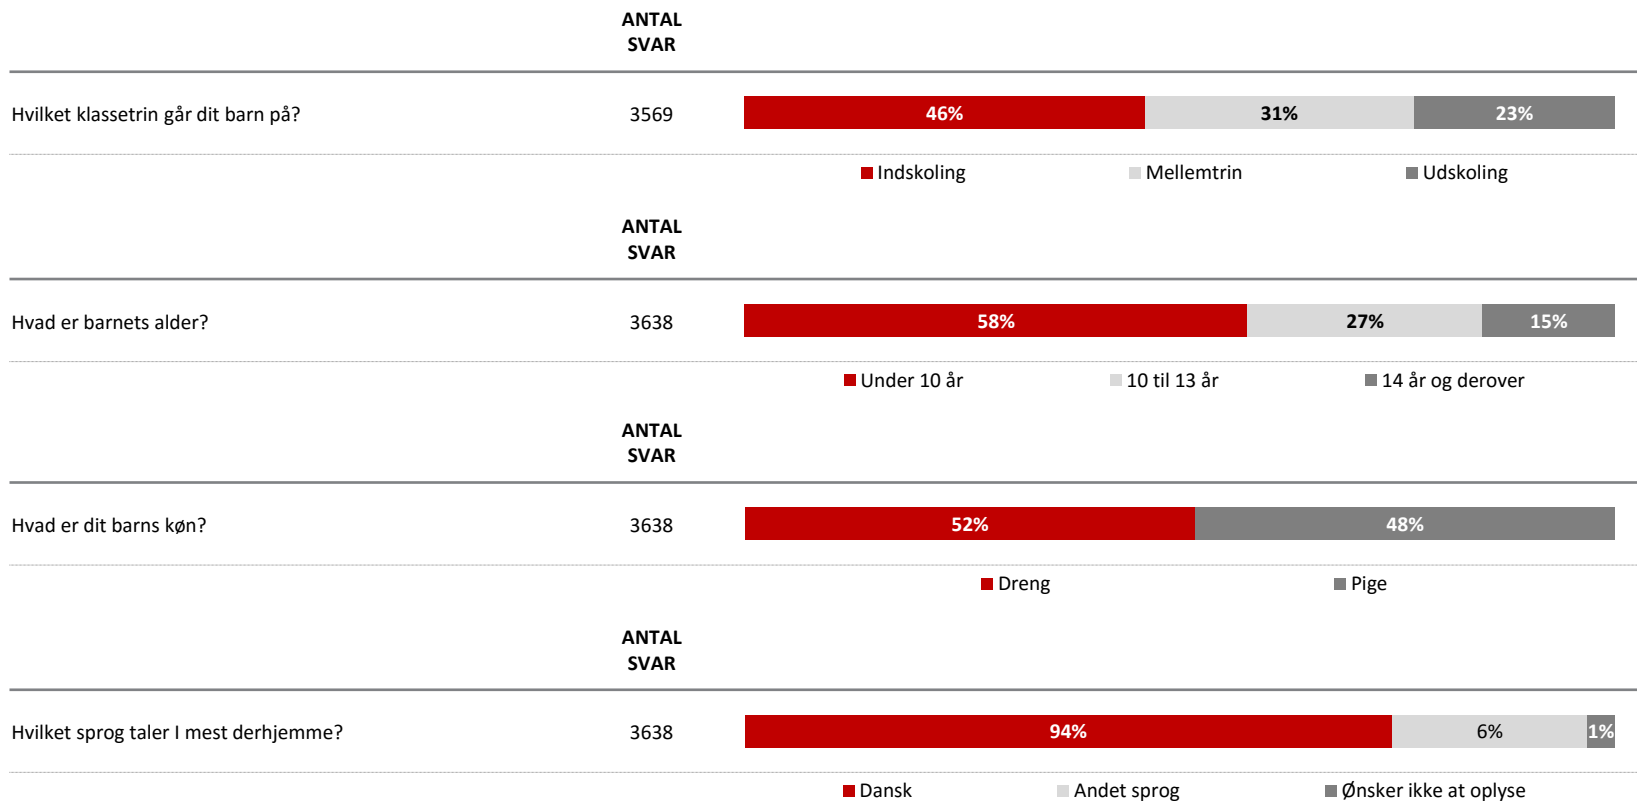 ANTAL
SVAR
Hvilket klassetrin går dit barn på? 3569 46% 31% 23%
Indskoling Mellemtrin Udskoling
ANTAL
SVAR
Hvad er barnets alder? 3638 58% 27% 15%
Under 10 år 10 til 13 år 14 år og derover
ANTAL
SVAR
Hvad er dit barns køn? 3638 52% 48%
Dreng Pige
ANTAL
SVAR
Hvilket sprog taler I mest derhjemme? 3638 94% 6% 1%
Dansk Andet sprog Ønsker ikke at oplyse